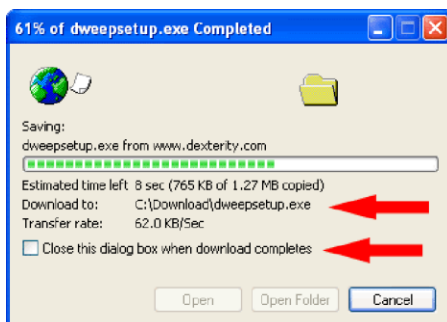 61% of dweepsetup.exe Completed
Saving:
dweepsetup.exe from www.dexterity.com
Estimated time left 8 sec (765 KB of 1.27 MB copied)
Download to: C:\Download\dweepsetup.exe
Transfer rate: 62.0 KB/Sec
Close this dialog box when download completes
Open Open Folder Cancel